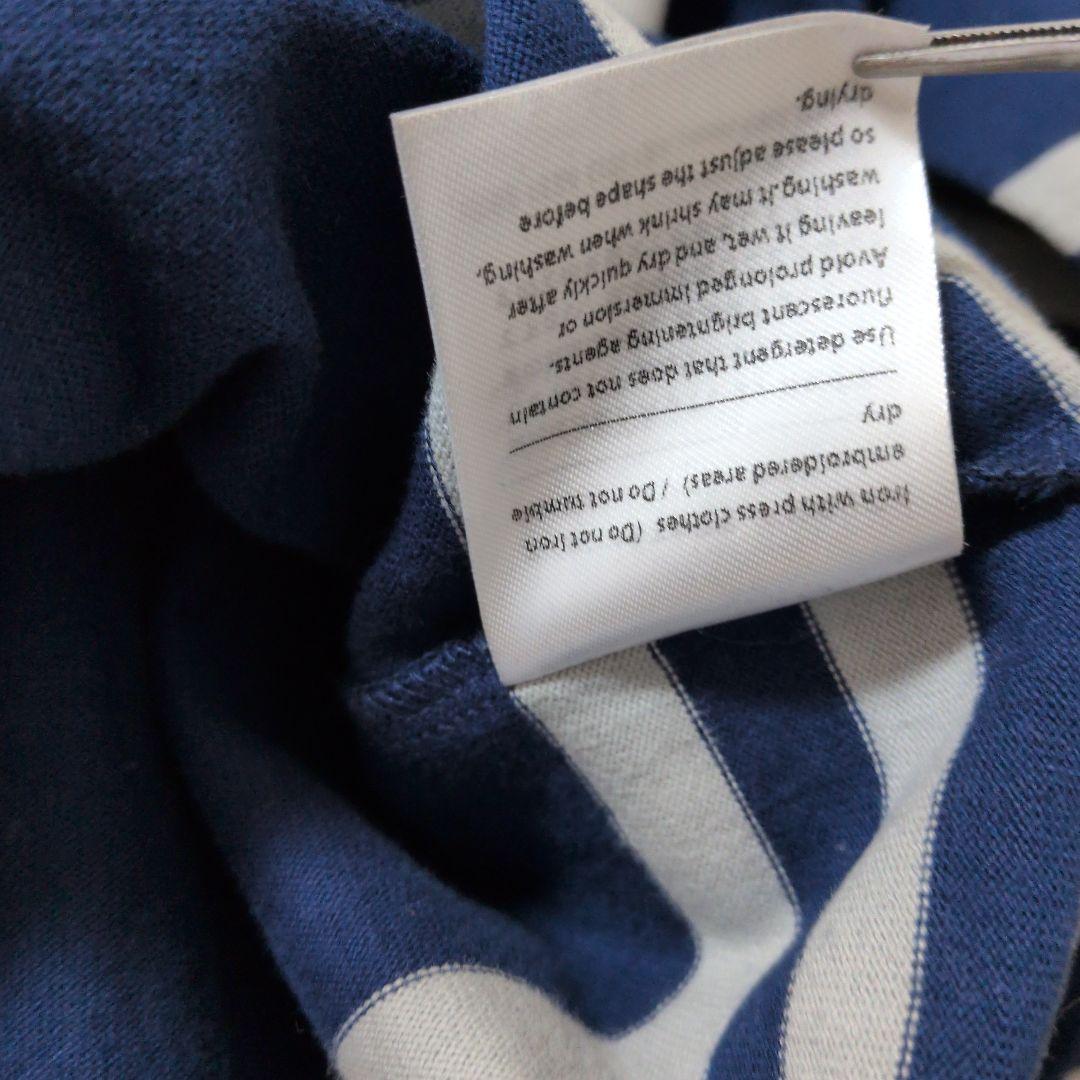 Iron with press clothes (Do not iron
embroidered areas) / Do not tumble
dry
Use detergent that does not contain
fluorescent brightening agents.
Avoid prolonged immersion or
leaving it wet, and dry quickly after
washing.It may shrink when washing,
so please adjust the shape before
drying.